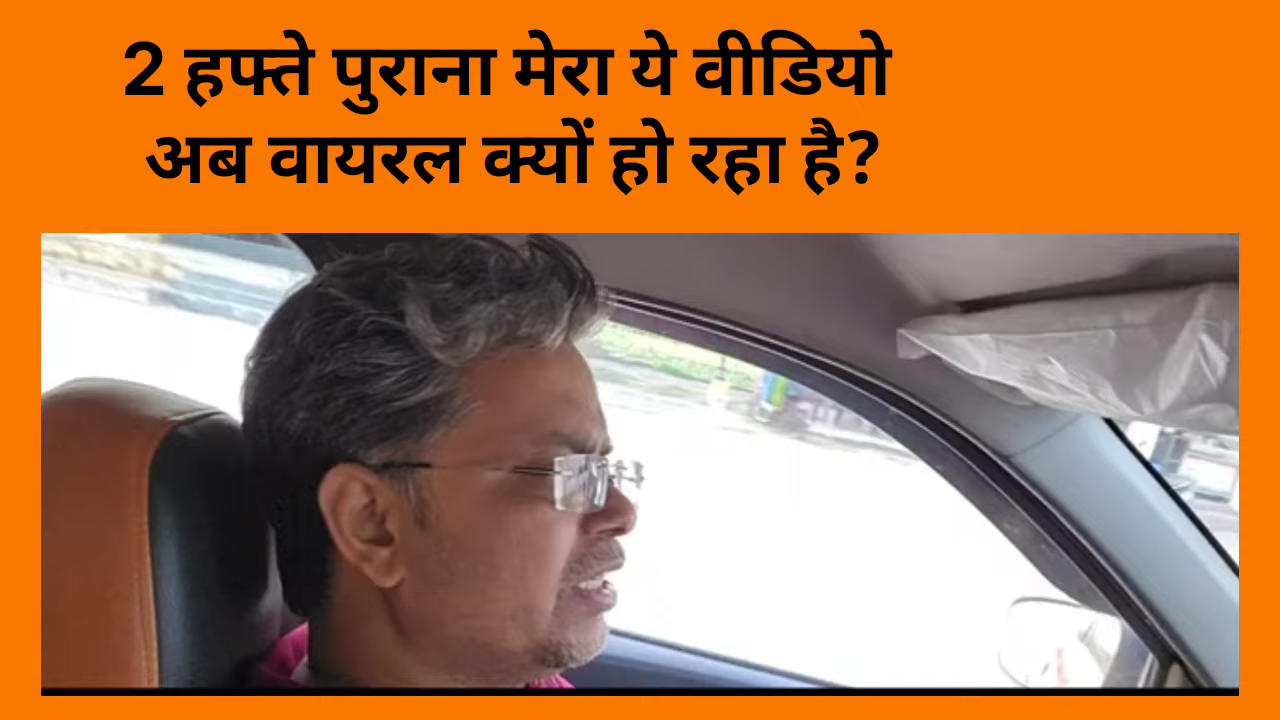 2 हफ्ते पुराना मेरा ये वीडियो
अब वायरल क्यों हो रहा है?